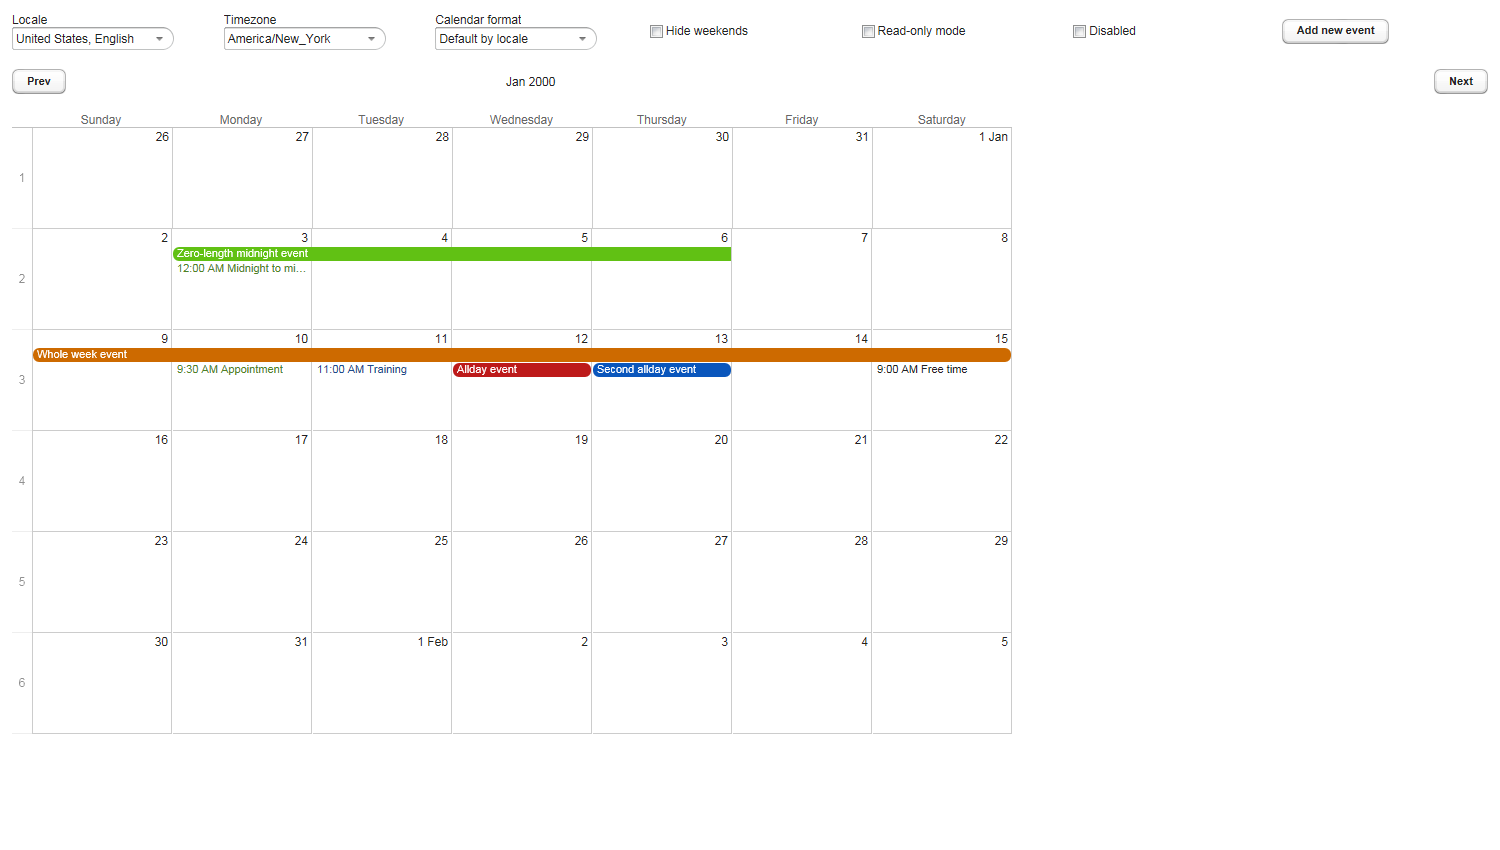 Locale Timezone Calendar format
United States, English America/New_York Default by locale Hide weekends Read-only mode Disabled Add new event
Prev Jan 2000 Next
Sunday Monday Tuesday Wednesday Thursday Friday Saturday
26 27 28 29 30 31 1 Jan
1
2 3 4 5 6 7 8
Zero-length midnight event
12:00 AM Midnight to mi...
2
9 10 11 12 13 14 15
Whole week event
9:30 AM Appointment 11:00 AM Training Allday event Second allday event 9:00 AM Free time
3
16 17 18 19 20 21 22
4
23 24 25 26 27 28 29
5
30 31 1 Feb 2 3 4 5
6